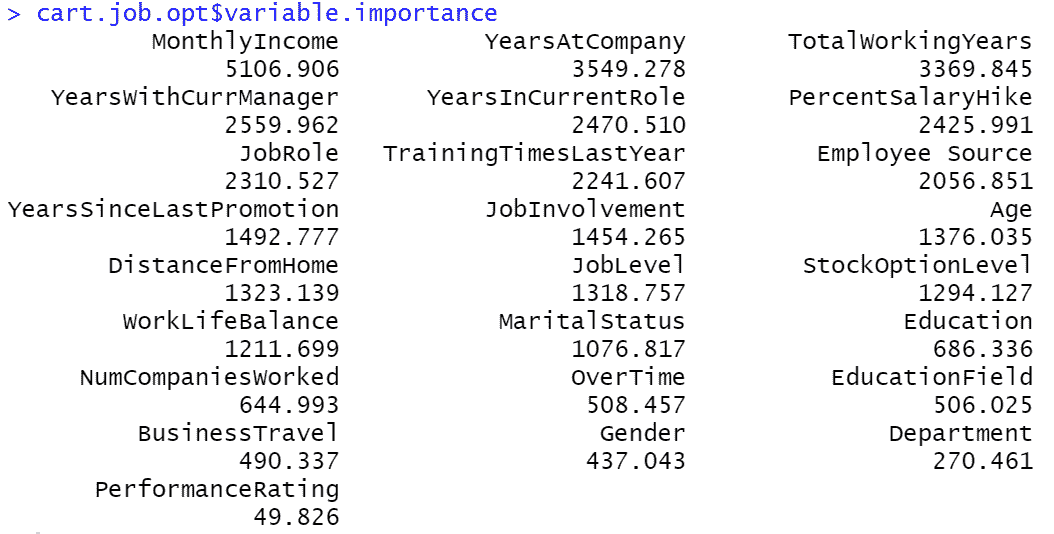 > cart.job.opt$variable.importance
MonthlyIncome YearsAtCompany TotalWorkingYears
5106.906 3549.278 3369.845
YearsWithCurrManager YearsInCurrentRole PercentSalaryHike
2559.962 2470.510 2425.991
JobRole TrainingTimesLastYear Employee Source
2310.527 2241.607 2056.851
YearsSinceLastPromotion JobInvolvement Age
1492.777 1454.265 1376.035
DistanceFromHome JobLevel StockOptionLevel
1323.139 1318.757 1294.127
WorkLifeBalance MaritalStatus Education
1211.699 1076.817 686.336
NumCompaniesWorked OverTime EducationField
644.993 508.457 506.025
BusinessTravel Gender Department
490.337 437.043 270.461
PerformanceRating
49.826